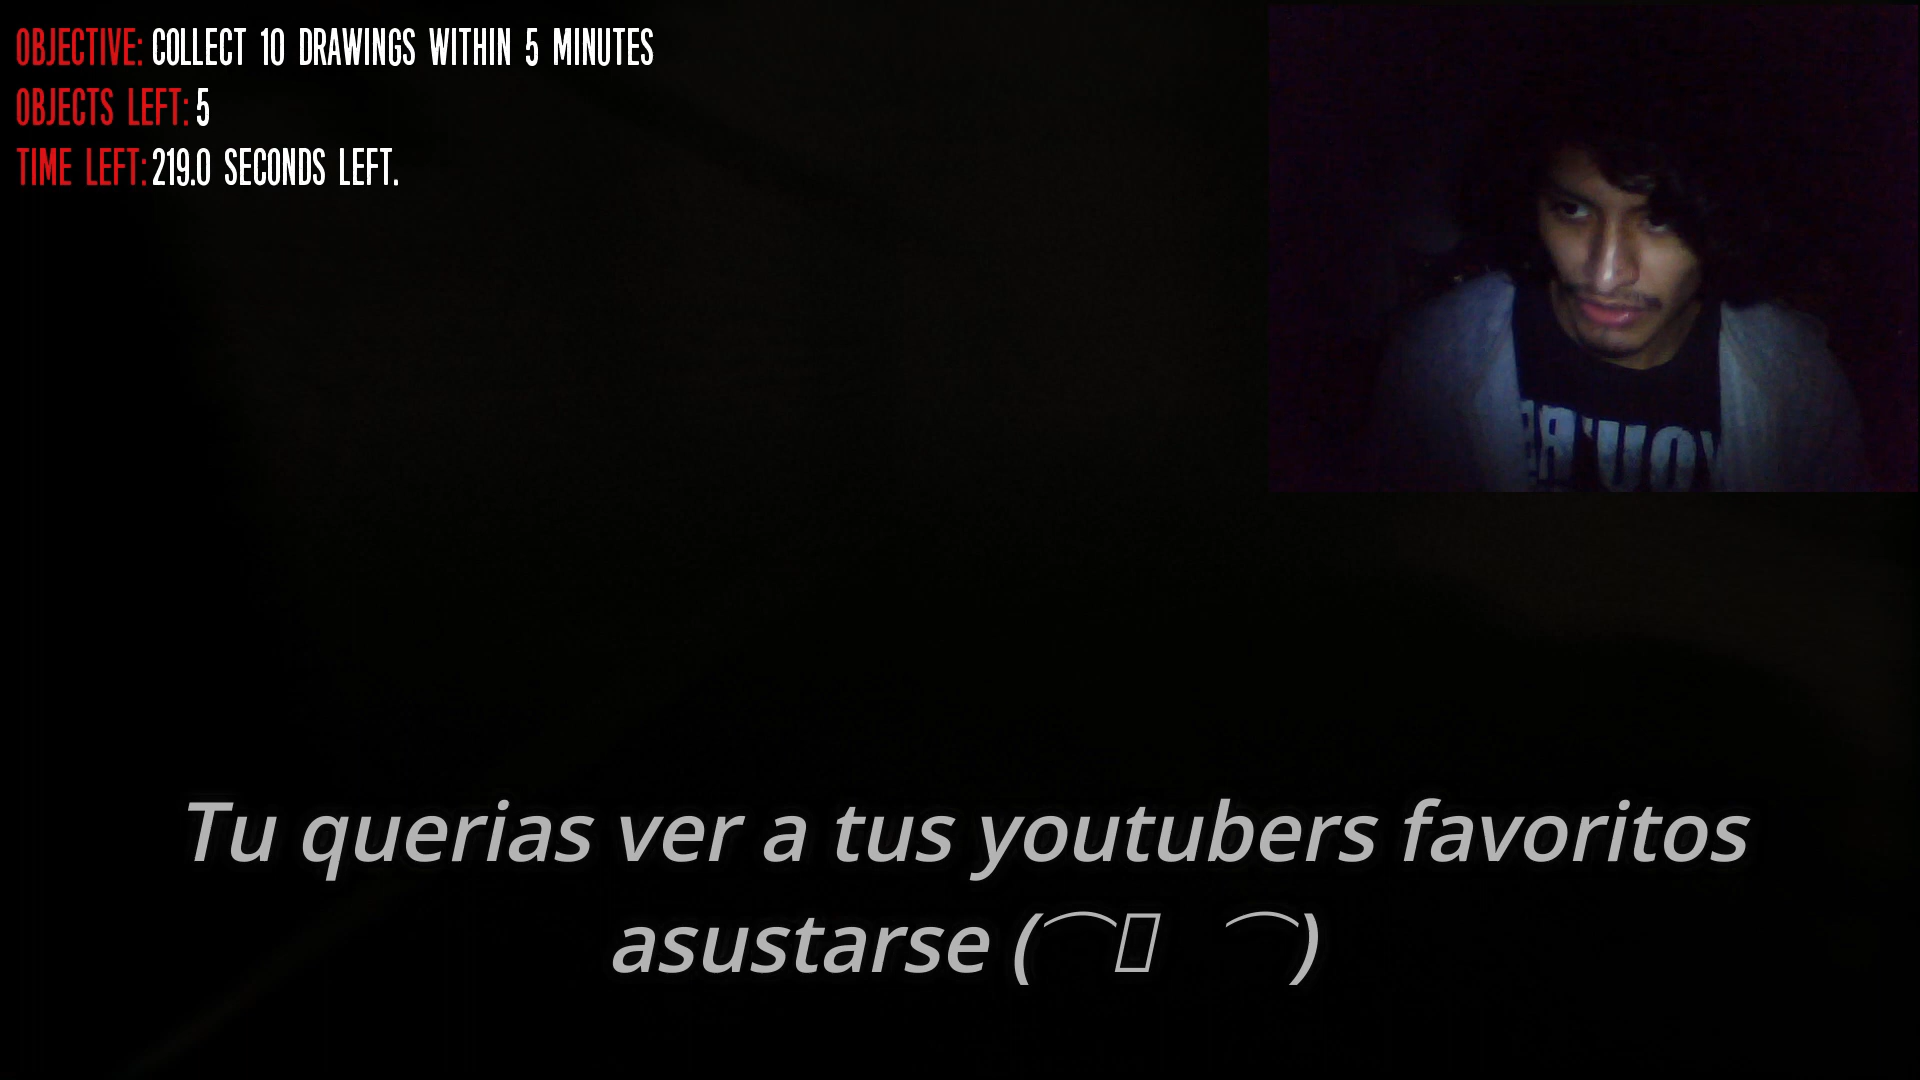 OBJECTIVE: COLLECT 10 DRAWINGS WITHIN 5 MINUTES
OBJECTS LEFT: 5
TIME LEFT: 219.0 SECONDS LEFT.
Tu querias ver a tus youtubers favoritos
asustarse (⌒▯ ⌒)